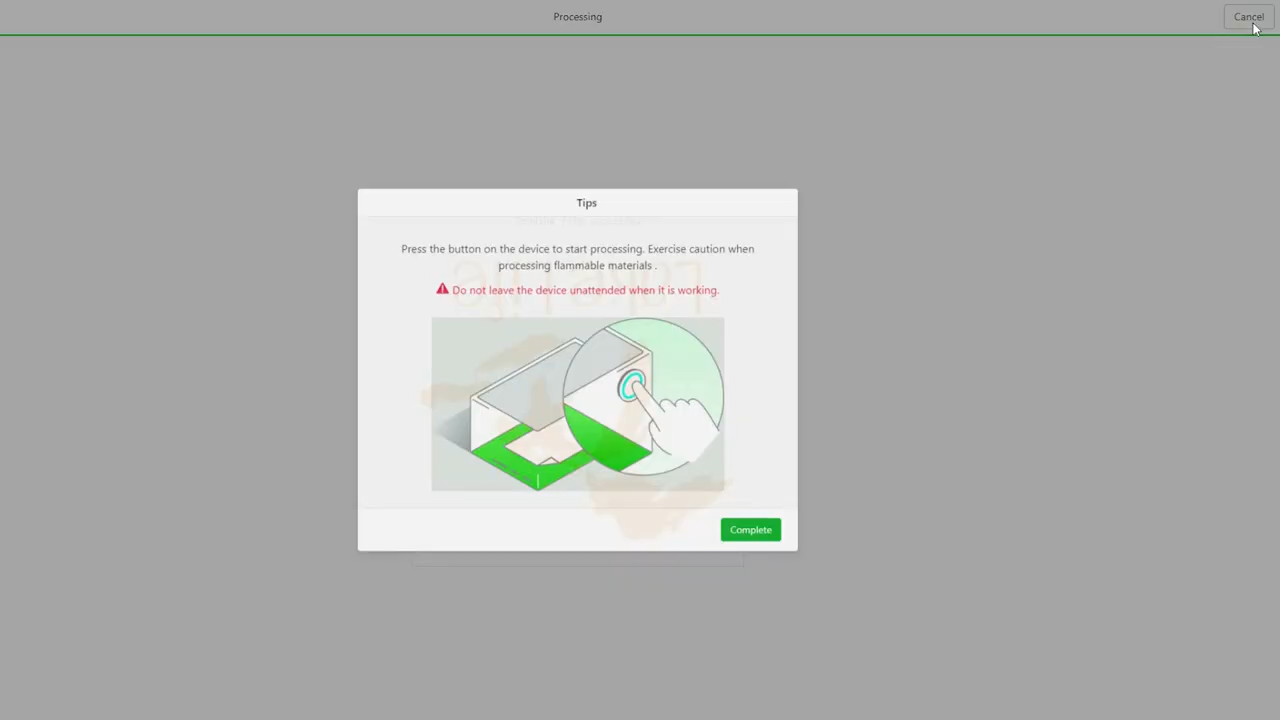 Processing
Cancel
Tips
Press the button on the device to start processing. Exercise caution when
processing flammable materials .
Do not leave the device unattended when it is working.
Complete